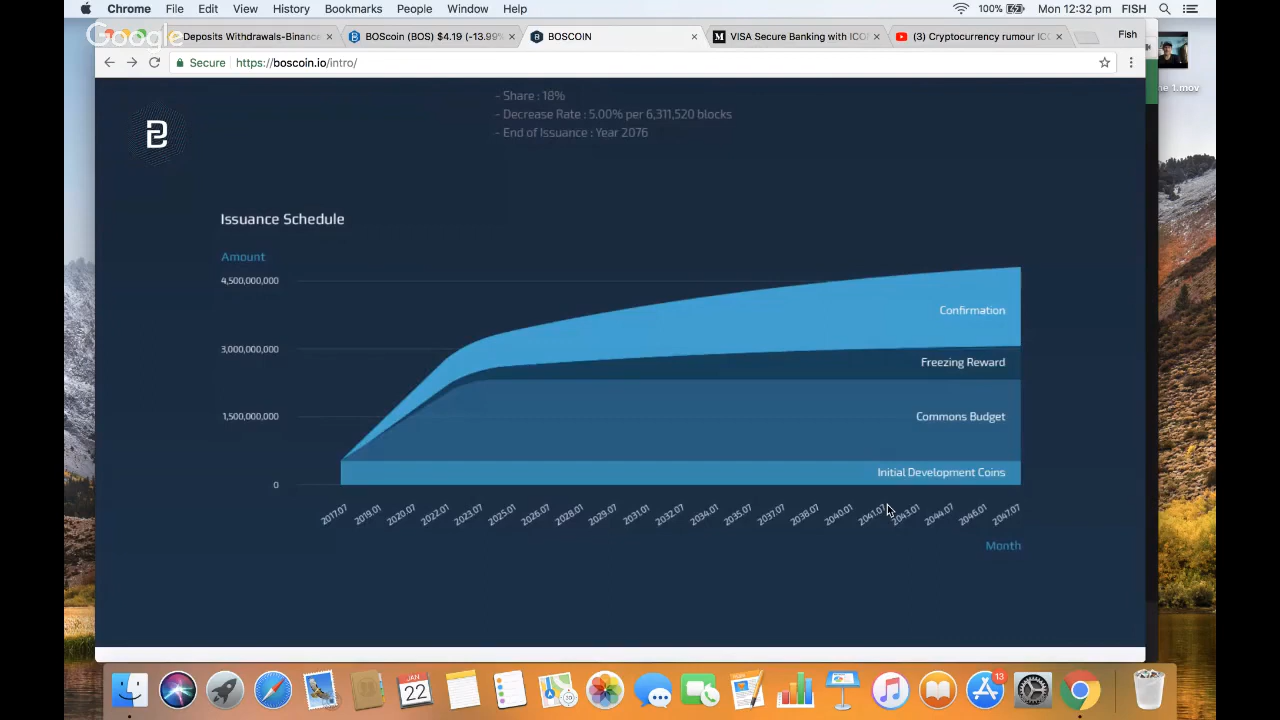 Chrome File Edit View History Bookmarks People Window Help 100% Mon 12:32 pm FISH
Google
Deposits Withdrawals-Binance × BOScoin (BOS) $4.19 (-13.99% × BOSCOIN × VISA Secure Banking with ICON × (3) Cryptocurrency rumour IC × Fish
Secure https://boscoin.io/intro/
ne 1.mov
- Share : 18%
- Decrease Rate : 5.00% per 6,311,520 blocks
- End of Issuance : Year 2076
Issuance Schedule
Amount
4,500,000,000
Confirmation
3,000,000,000
Freezing Reward
1,500,000,000
Commons Budget
Initial Development Coins
0
2017.07 2019.01 2020.07 2022.01 2023.07 2025.01 2026.07 2028.01 2029.07 2031.01 2032.07 2034.01 2035.07 2037.01 2038.07 2040.01 2041.07 2043.01 2044.07 2046.01 2047.07
Month
JAN
22
13